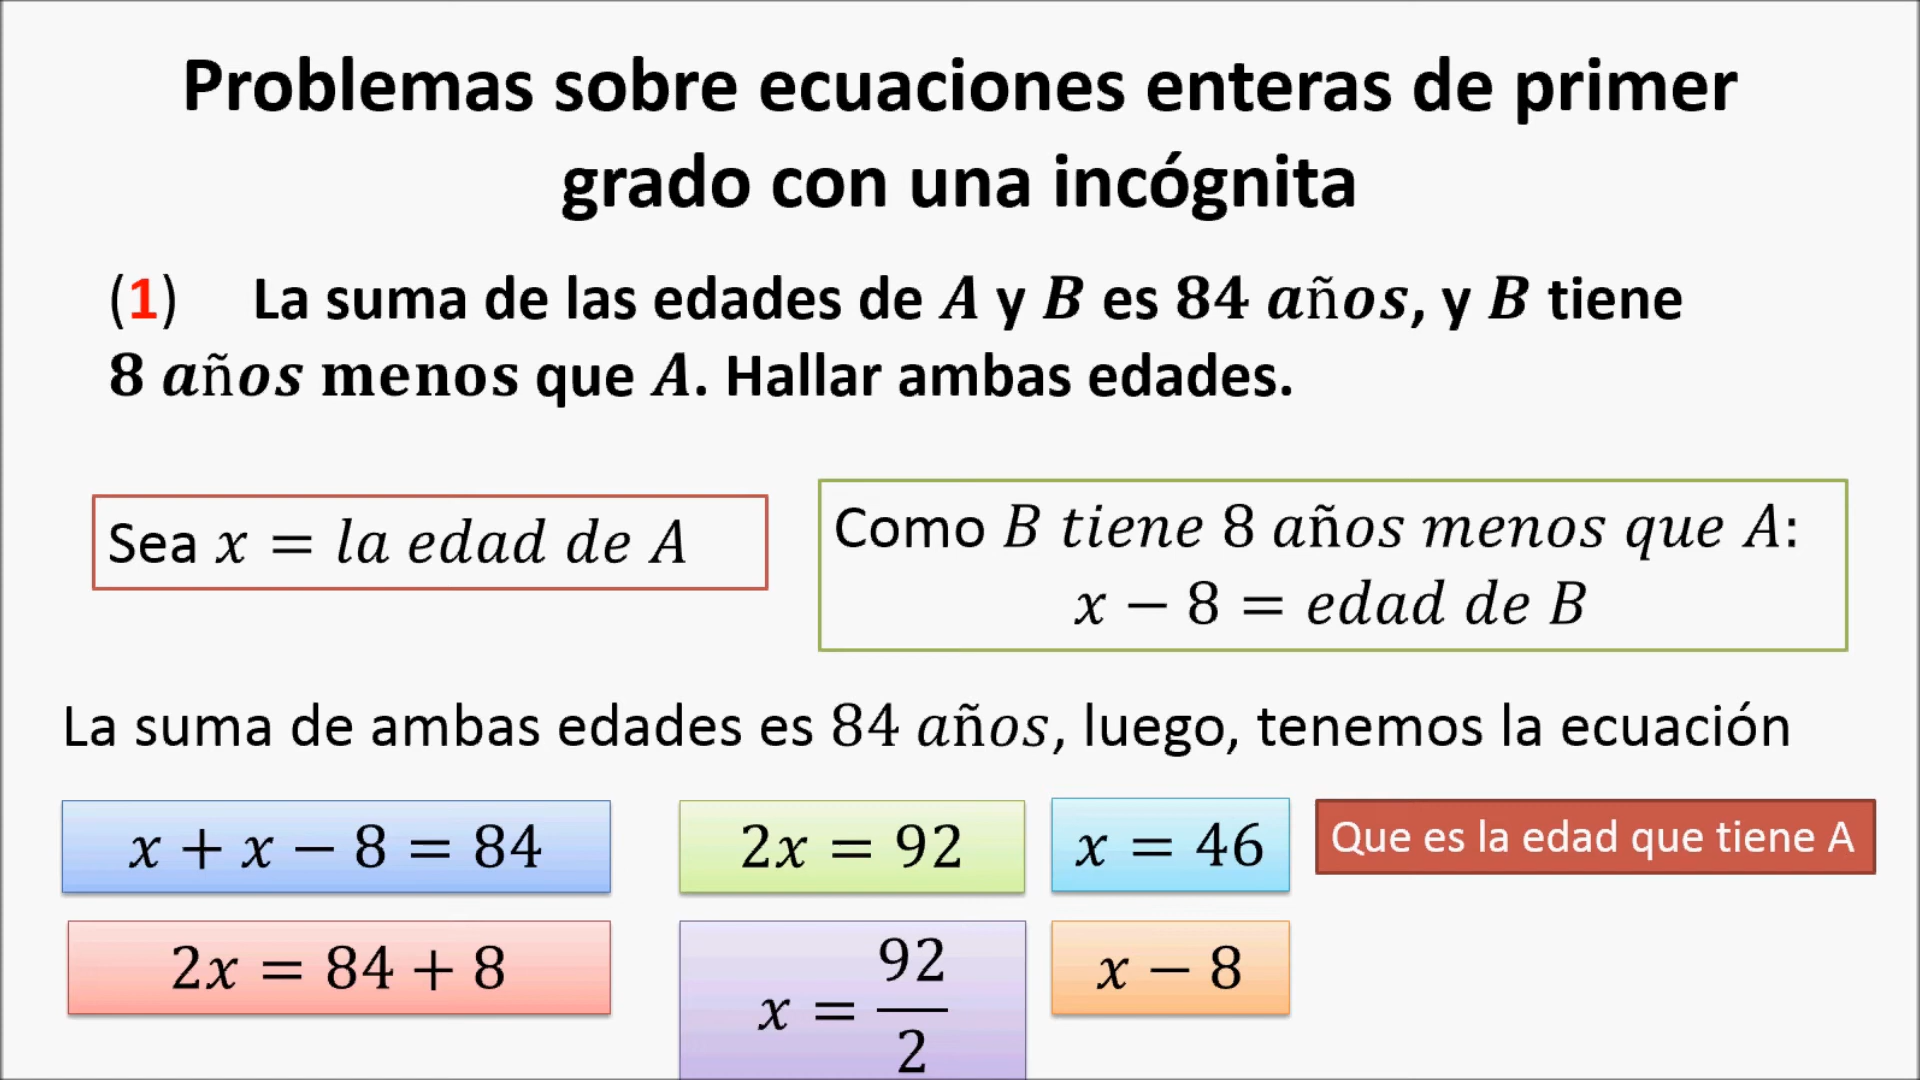 Problemas sobre ecuaciones enteras de primer
grado con una incógnita
(1) La suma de las edades de A y B es 84 años, y B tiene
8 años menos que A. Hallar ambas edades.
Sea x = la edad de A
Como B tiene 8 años menos que A:
x − 8 = edad de B
La suma de ambas edades es 84 años, luego, tenemos la ecuación
x + x − 8 = 84
2x = 84 + 8
2x = 92
x = 92/2
x = 46
Que es la edad que tiene A
x − 8